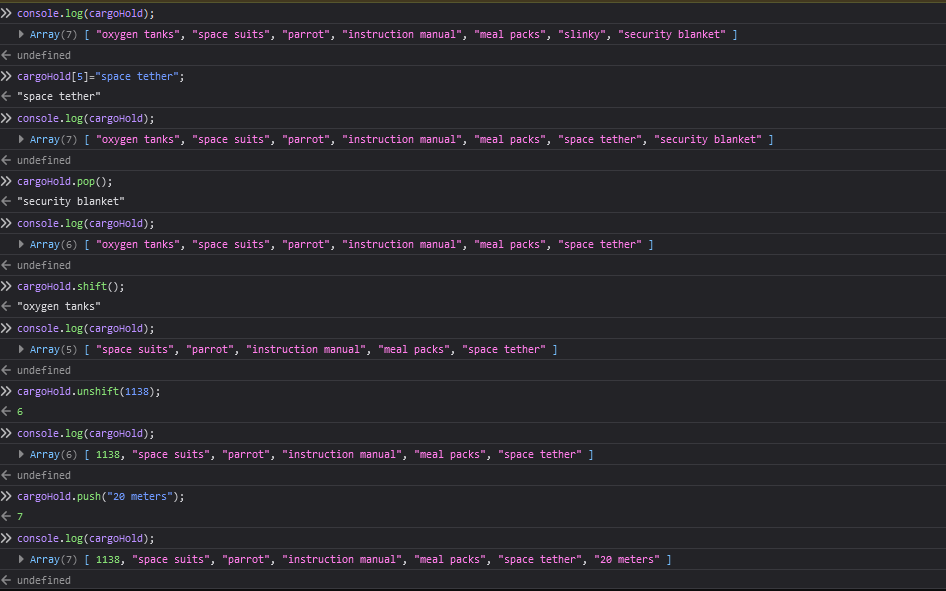 » console.log(cargoHold);
▶ Array(7) [ "oxygen tanks", "space suits", "parrot", "instruction manual", "meal packs", "slinky", "security blanket" ]
← undefined
» cargoHold[5]="space tether";
← "space tether"
» console.log(cargoHold);
▶ Array(7) [ "oxygen tanks", "space suits", "parrot", "instruction manual", "meal packs", "space tether", "security blanket" ]
← undefined
» cargoHold.pop();
← "security blanket"
» console.log(cargoHold);
▶ Array(6) [ "oxygen tanks", "space suits", "parrot", "instruction manual", "meal packs", "space tether" ]
← undefined
» cargoHold.shift();
← "oxygen tanks"
» console.log(cargoHold);
▶ Array(5) [ "space suits", "parrot", "instruction manual", "meal packs", "space tether" ]
← undefined
» cargoHold.unshift(1138);
← 6
» console.log(cargoHold);
▶ Array(6) [ 1138, "space suits", "parrot", "instruction manual", "meal packs", "space tether" ]
← undefined
» cargoHold.push("20 meters");
← 7
» console.log(cargoHold);
▶ Array(7) [ 1138, "space suits", "parrot", "instruction manual", "meal packs", "space tether", "20 meters" ]
← undefined